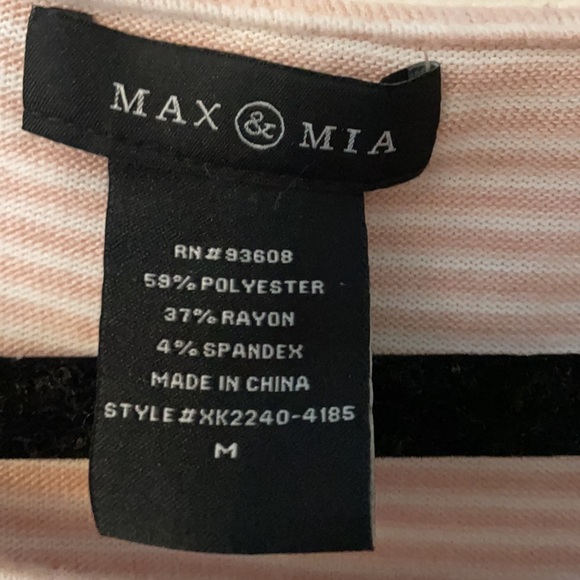 MAX & MIA
RN#93608
59% POLYESTER
37% RAYON
4% SPANDEX
MADE IN CHINA
STYLE#XK2240-4185
M